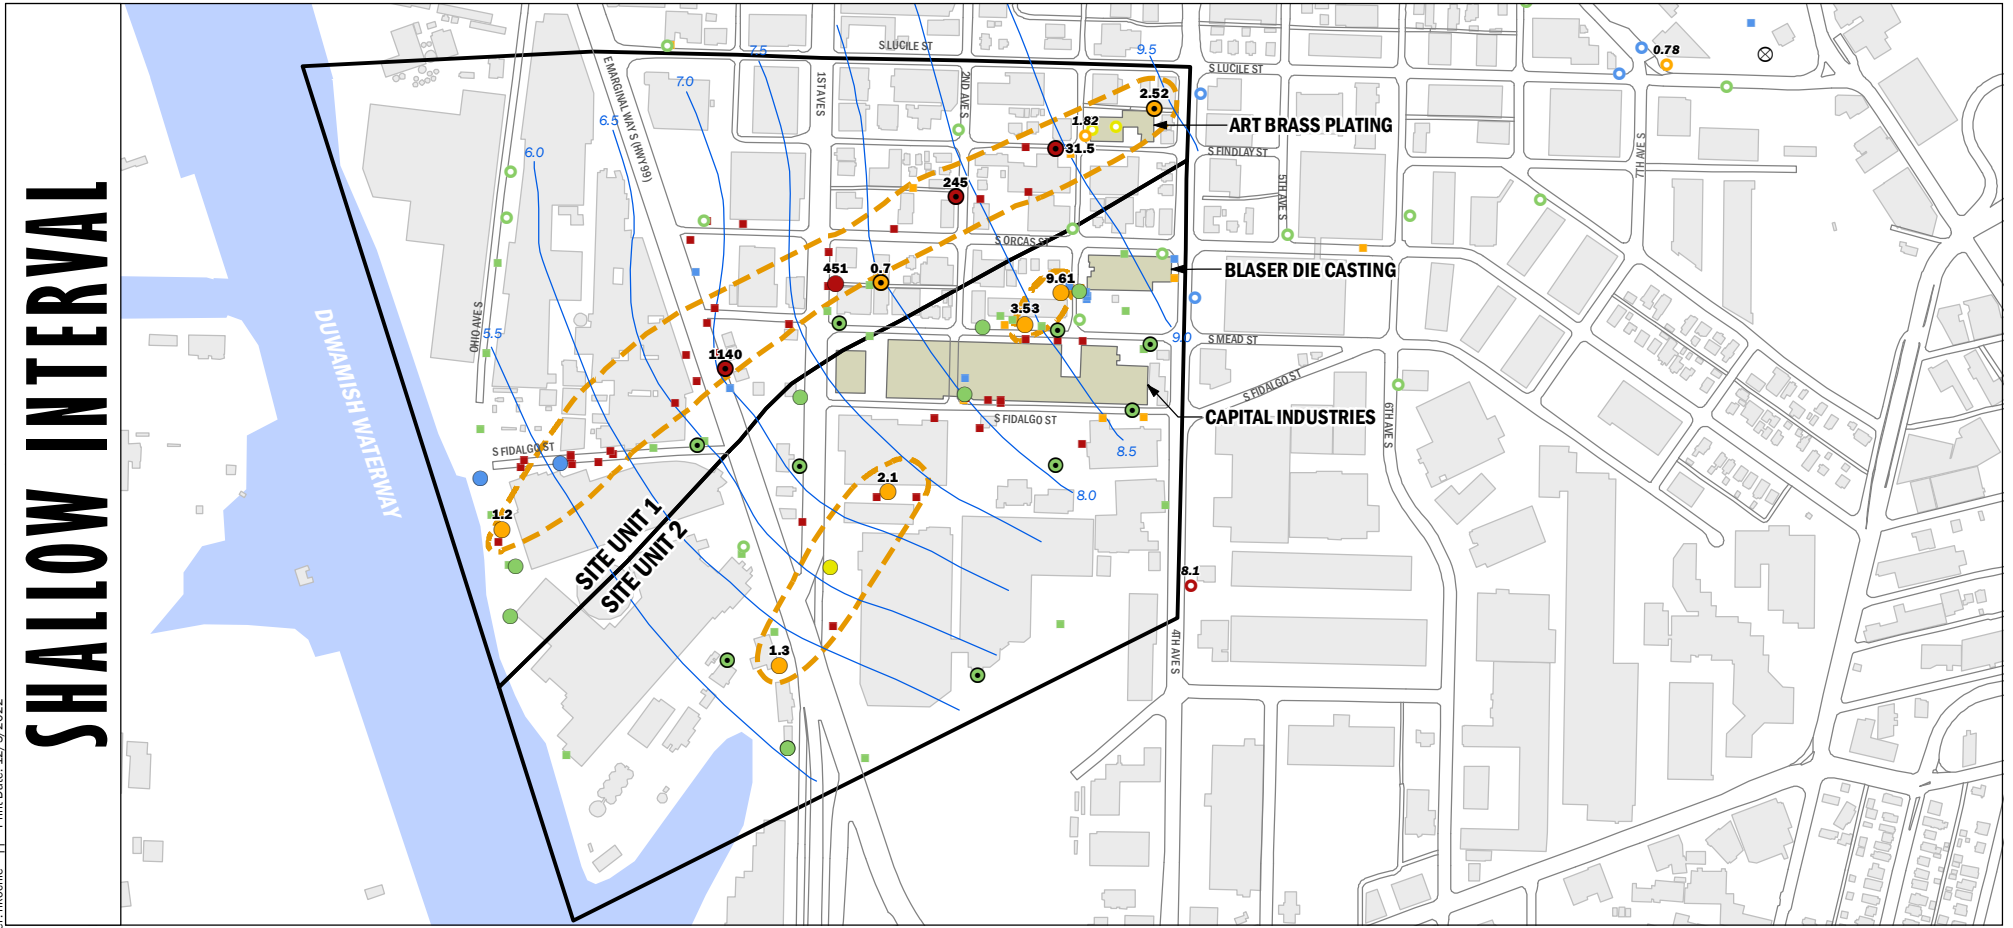 SHALLOW INTERVAL
S LUCILE ST
9.5
0.78
7.5
S LUCILE ST
7.0
E MARGINAL WAY S (HWY 99)
1ST AVE S
2ND AVE S
2.52
6.5
1.82
ART BRASS PLATING
31.5
S FINDLAY ST
7TH AVE S
6.0
245
5TH AVE S
S ORCAS ST
451
0.7
9.61
BLASER DIE CASTING
3.53
OHIO AVE S
5.5
DUWAMISH WATERWAY
9.0
S MEAD ST
1140
S FIDALGO ST
CAPITAL INDUSTRIES
S FIDALGO ST
6TH AVE S
S FIDALGO ST
8.5
2.1
8.0
1.2
SITE UNIT 1
SITE UNIT 2
8.1
1.3
4TH AVE S